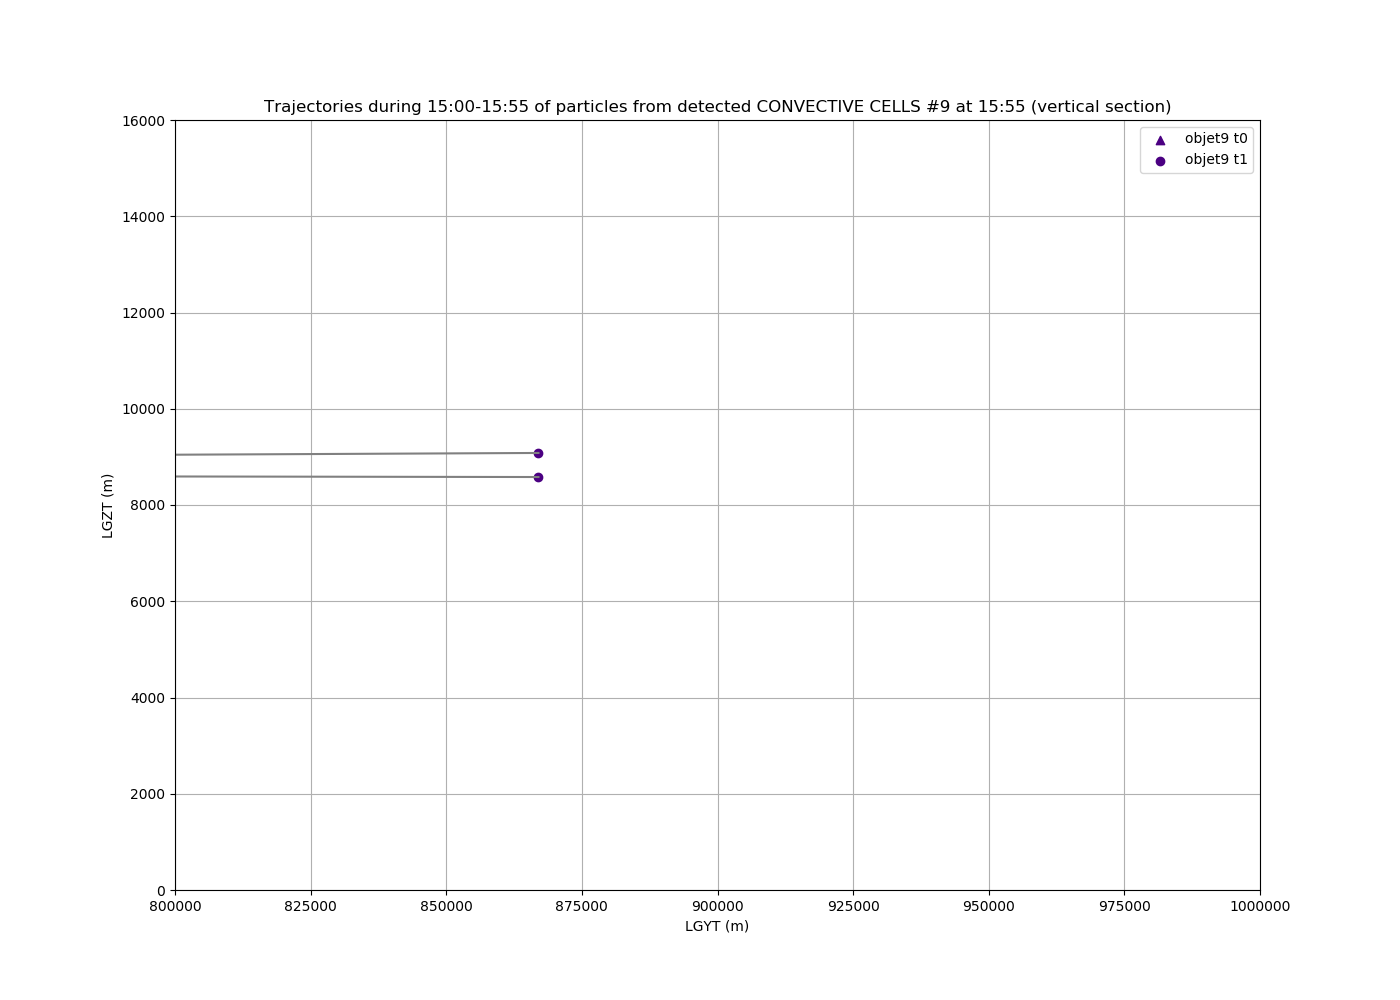 Trajectories during 15:00-15:55 of particles from detected CONVECTIVE CELLS #9 at 15:55 (vertical section)
objet9 t0
objet9 t1
16000
14000
12000
10000
8000
6000
4000
2000
0
LGZT (m)
800000 825000 850000 875000 900000 925000 950000 975000 1000000
LGYT (m)